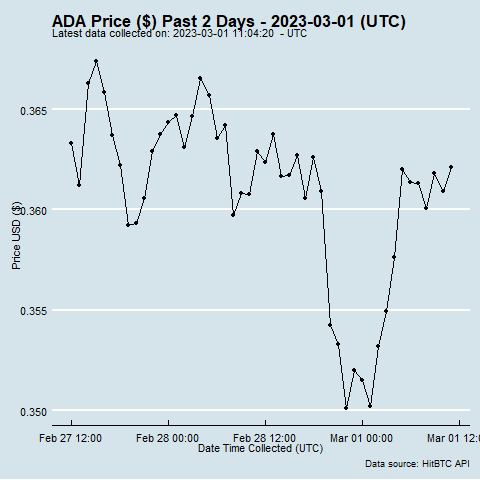 ADA Price ($) Past 2 Days - 2023-03-01 (UTC)
Latest data collected on: 2023-03-01 11:04:20 - UTC
0.365
0.360
0.355
0.350
Price USD ($)
Feb 27 12:00 Feb 28 00:00 Feb 28 12:00 Mar 01 00:00 Mar 01 12:0
Date Time Collected (UTC)
Data source: HitBTC API